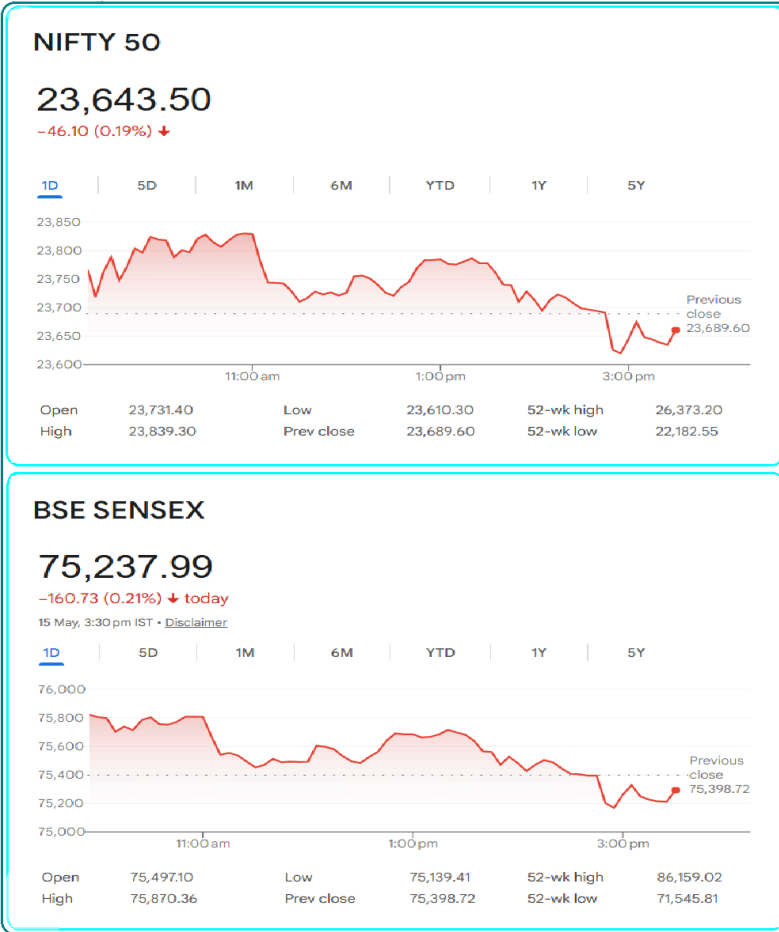 NIFTY 50
23,643.50
−46.10 (0.19%) ↓
1D 5D 1M 6M YTD 1Y 5Y
23,850
23,800
23,750
23,700
23,650
23,600
Previous
close
23,689.60
11:00 am 1:00 pm 3:00 pm
Open 23,731.40 Low 23,610.30 52-wk high 26,373.20
High 23,839.30 Prev close 23,689.60 52-wk low 22,182.55
BSE SENSEX
75,237.99
−160.73 (0.21%) ↓ today
15 May, 3:30 pm IST • Disclaimer
1D 5D 1M 6M YTD 1Y 5Y
76,000
75,800
75,600
75,400
75,200
75,000
Previous
close
75,398.72
11:00 am 1:00 pm 3:00 pm
Open 75,497.10 Low 75,139.41 52-wk high 86,159.02
High 75,870.36 Prev close 75,398.72 52-wk low 71,545.81